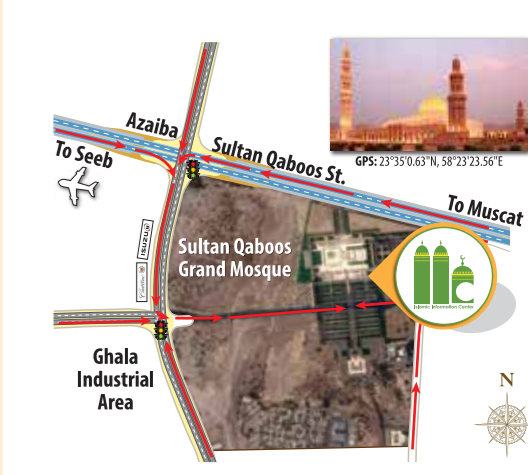 GPS: 23°35'0.63"N, 58°23'23.56"E
Azaiba
Sultan Qaboos St.
To Seeb
To Muscat
ISUZU
Sultan Qaboos
Grand Mosque
Islamic Information Center
Ghala
Industrial
Area
N